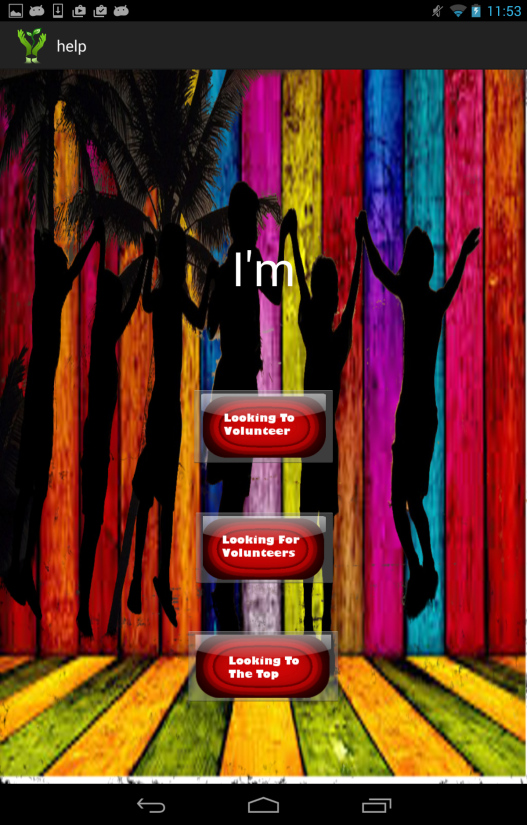 11:53
help
I'm
Looking To
Volunteer
Looking For
Volunteers
Looking To
The Top